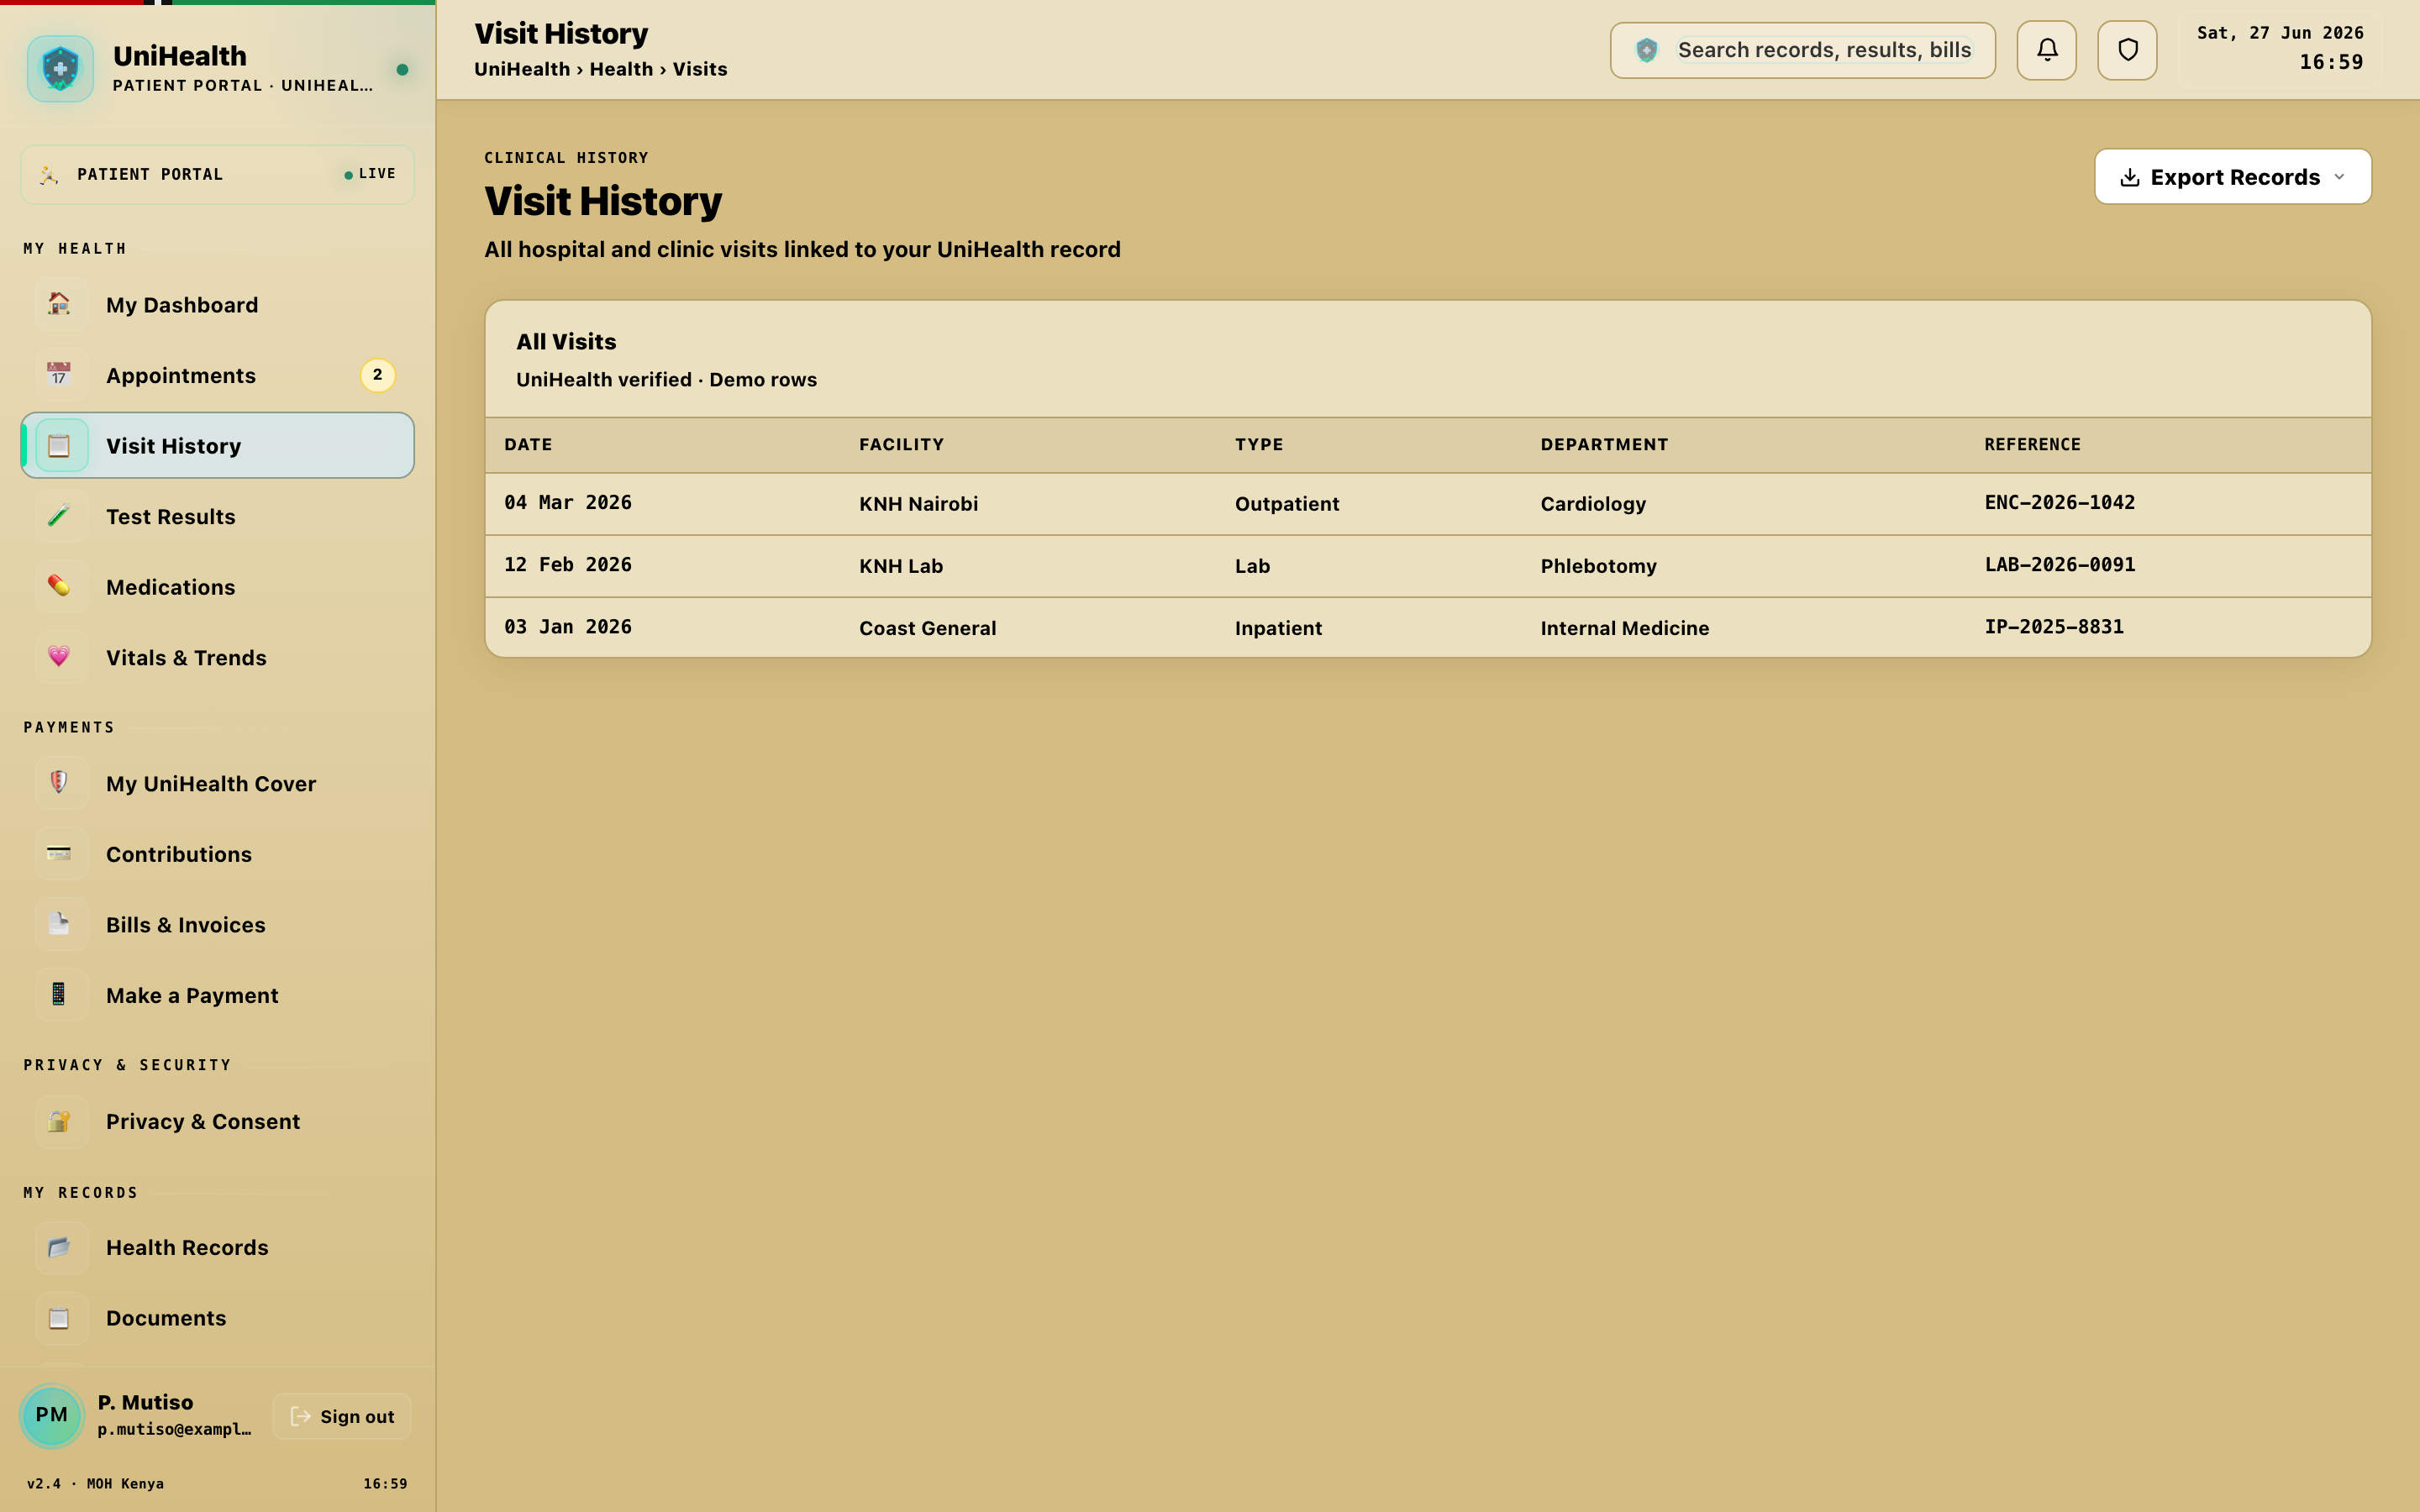 UniHealth
PATIENT PORTAL · UNIHEAL…
PATIENT PORTAL
LIVE
MY HEALTH
My Dashboard
17
Appointments
2
Visit History
Test Results
Medications
Vitals & Trends
PAYMENTS
My UniHealth Cover
Contributions
Bills & Invoices
Make a Payment
PRIVACY & SECURITY
Privacy & Consent
MY RECORDS
Health Records
Documents
PM
P. Mutiso
p.mutiso@exampl…
Sign out
v2.4 · MOH Kenya
16:59
Visit History
UniHealth › Health › Visits
Search records, results, bills
Sat, 27 Jun 2026
16:59
CLINICAL HISTORY
Visit History
All hospital and clinic visits linked to your UniHealth record
Export Records
All Visits
UniHealth verified · Demo rows
DATE FACILITY TYPE DEPARTMENT REFERENCE
04 Mar 2026 KNH Nairobi Outpatient Cardiology ENC-2026-1042
12 Feb 2026 KNH Lab Lab Phlebotomy LAB-2026-0091
03 Jan 2026 Coast General Inpatient Internal Medicine IP-2025-8831